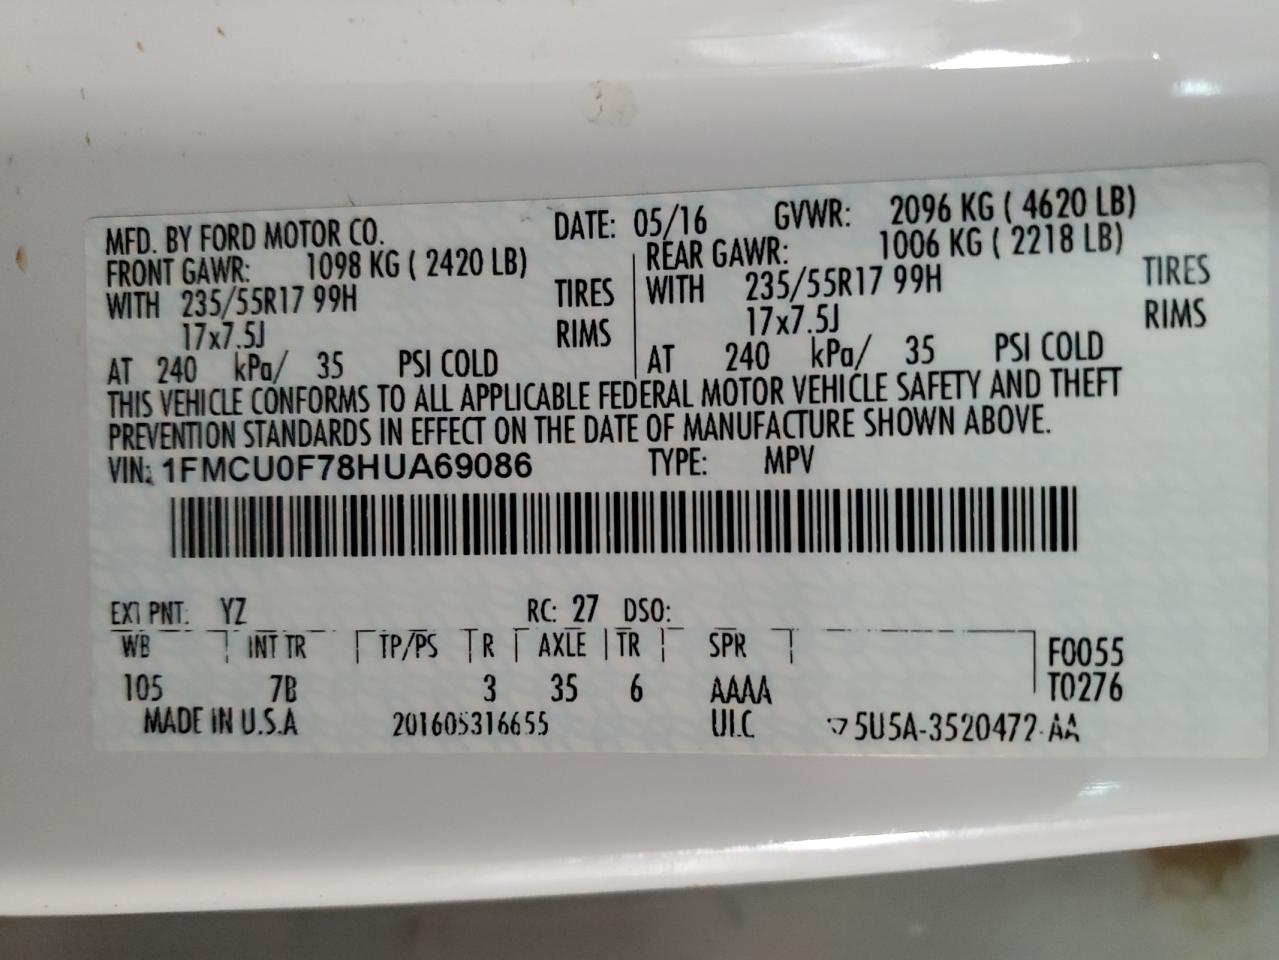 MFD. BY FORD MOTOR CO. DATE: 05/16 GVWR: 2096 KG ( 4620 LB)
FRONT GAWR: 1098 KG ( 2420 LB) REAR GAWR: 1006 KG ( 2218 LB)
WITH 235/55R17 99H TIRES WITH 235/55R17 99H TIRES
17x7.5J RIMS 17x7.5J RIMS
AT 240 kPa/ 35 PSI COLD AT 240 kPa/ 35 PSI COLD
THIS VEHICLE CONFORMS TO ALL APPLICABLE FEDERAL MOTOR VEHICLE SAFETY AND THEFT
PREVENTION STANDARDS IN EFFECT ON THE DATE OF MANUFACTURE SHOWN ABOVE.
VIN: 1FMCU0F78HUA69086 TYPE: MPV
EXT PNT: YZ RC: 27 DSO:
WB INT TR TP/PS R AXLE TR SPR F0055
105 7B 3 35 6 AAAA T0276
MADE IN U.S.A 201605316655 5U5A-3520472-AA